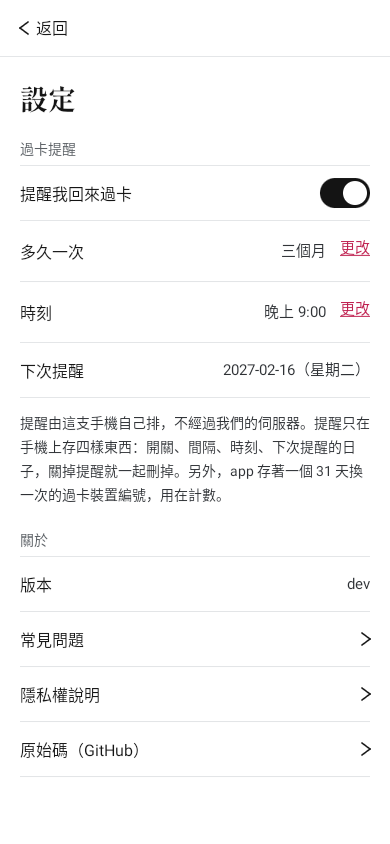 返回
設定
過卡提醒
提醒我回來過卡
多久一次 三個月 更改
時刻 晚上 9:00 更改
下次提醒 2027-02-16（星期二）
提醒由這支手機自己排，不經過我們的伺服器。提醒只在
手機上存四樣東西：開關、間隔、時刻、下次提醒的日
子，關掉提醒就一起刪掉。另外，app 存著一個 31 天換
一次的過卡裝置編號，用在計數。
關於
版本 dev
常見問題
隱私權說明
原始碼（GitHub）